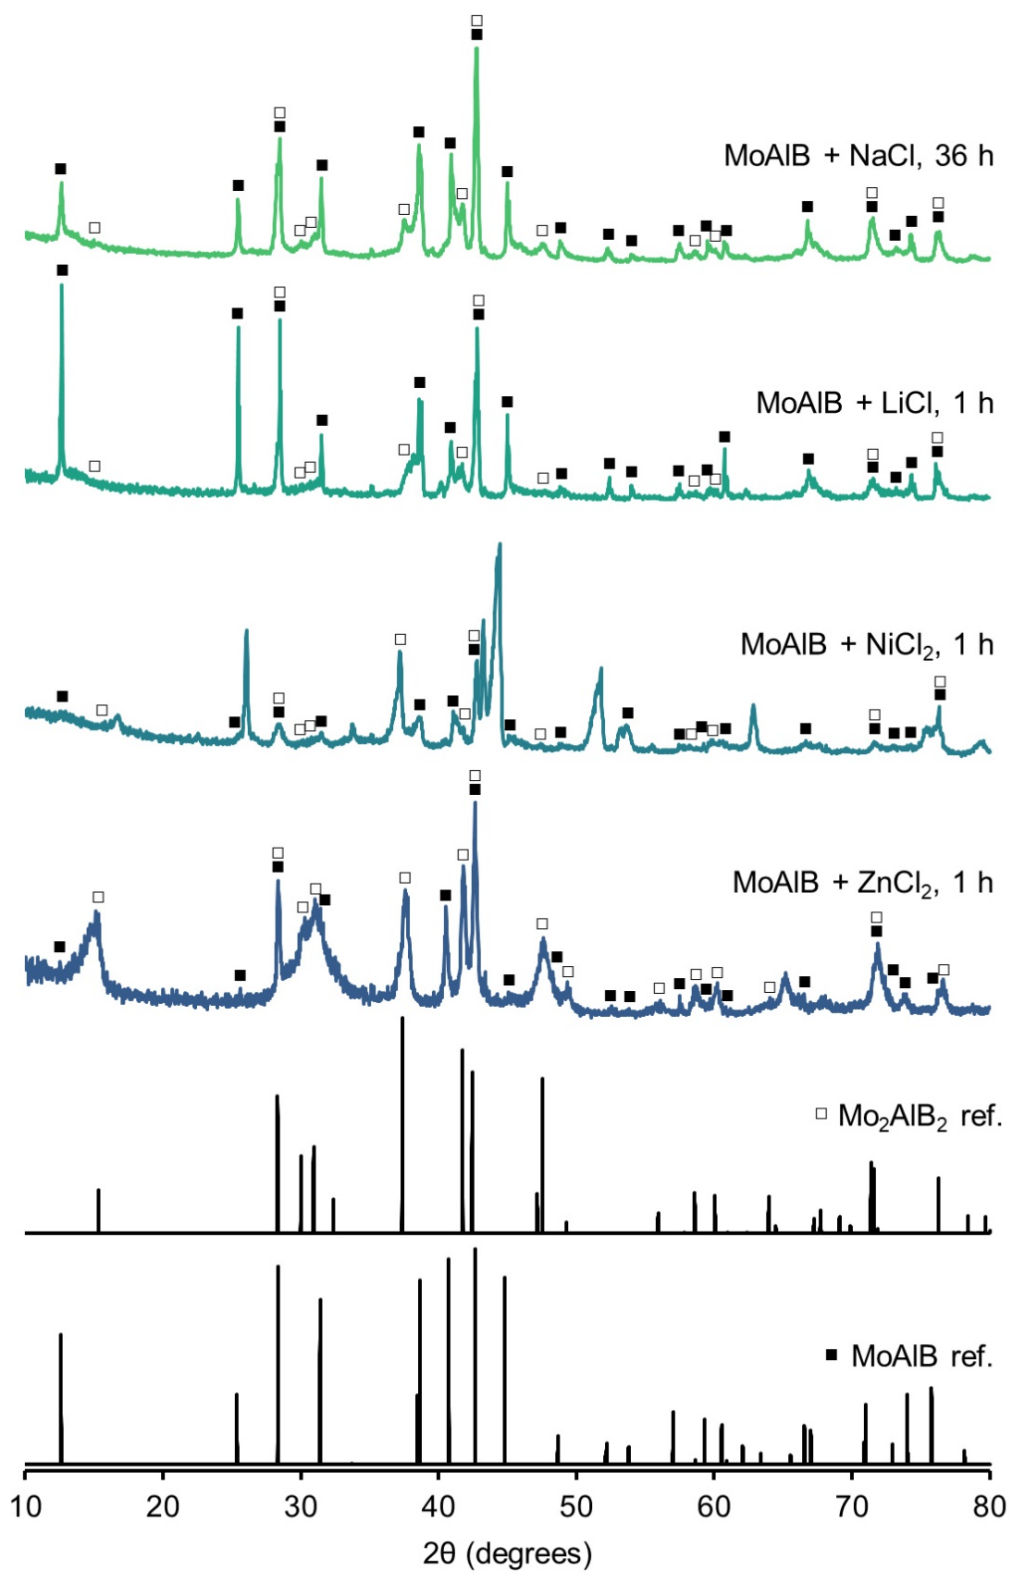 MoAlB + NaCl, 36 h
MoAlB + LiCl, 1 h
MoAlB + NiCl₂, 1 h
MoAlB + ZnCl₂, 1 h
□ Mo₂AlB₂ ref.
■ MoAlB ref.
10 20 30 40 50 60 70 80
2θ (degrees)